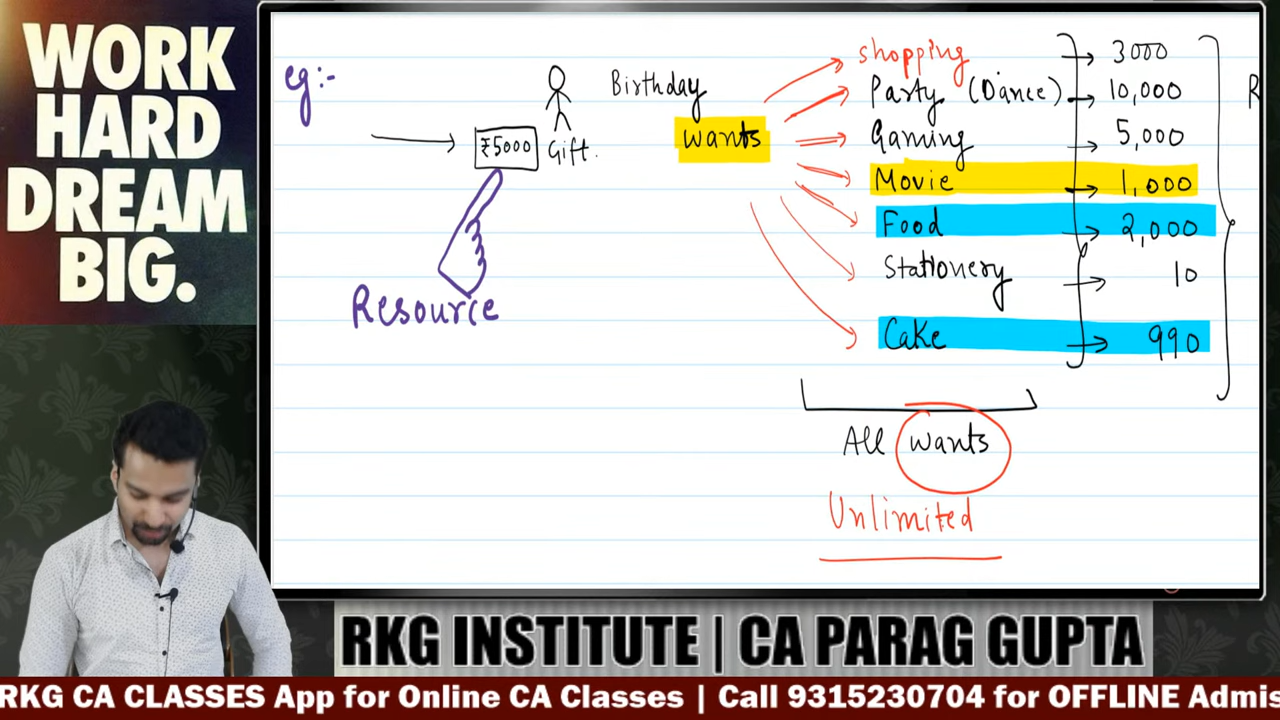 WORK
HARD
DREAM
BIG.
eg:-
₹5000 Gift.
Resource
Birthday
wants
shopping → 3000
Party (Dance) → 10,000
Gaming → 5,000
Movie → 1,000
Food → 2,000
Stationery → 10
Cake → 990
R
All wants
Unlimited
RKG INSTITUTE | CA PARAG GUPTA
RKG CA CLASSES App for Online CA Classes | Call 9315230704 for OFFLINE Admis